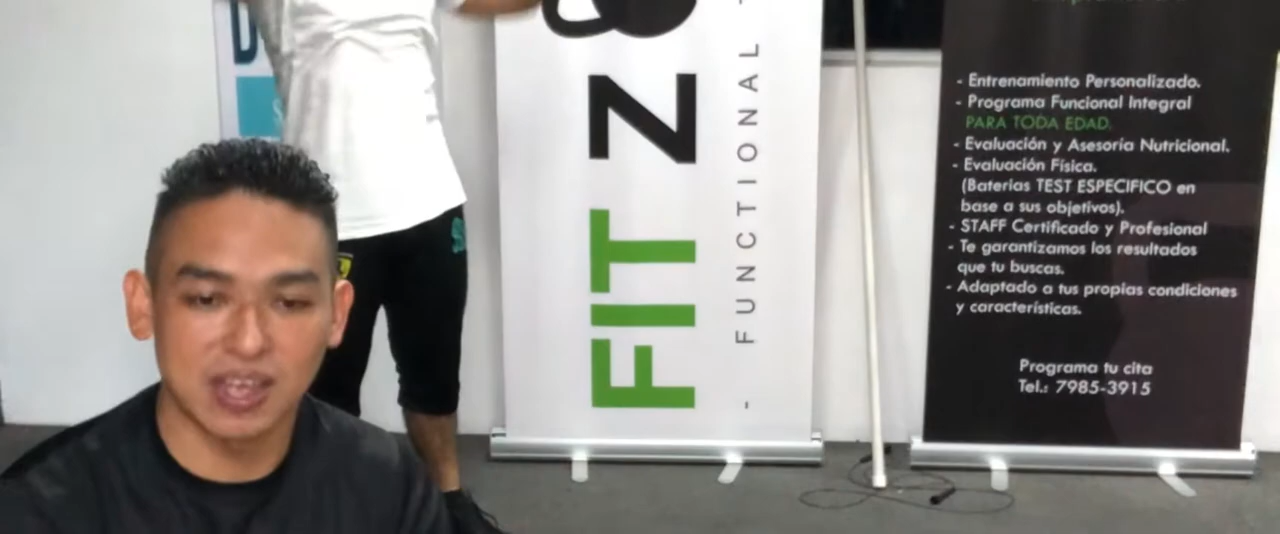 FIT Z
- FUNCTIONAL
- Entrenamiento Personalizado.
- Programa Funcional Integral
PARA TODA EDAD.
- Evaluación y Asesoría Nutricional.
- Evaluación Física.
(Baterias TEST ESPECIFICO en
base a sus objetivos).
- STAFF Certificado y Profesional
- Te garantizamos los resultados
que tu buscas.
- Adaptado a tus propias condiciones
y características.
Programa tu cita
Tel.: 7985-3915